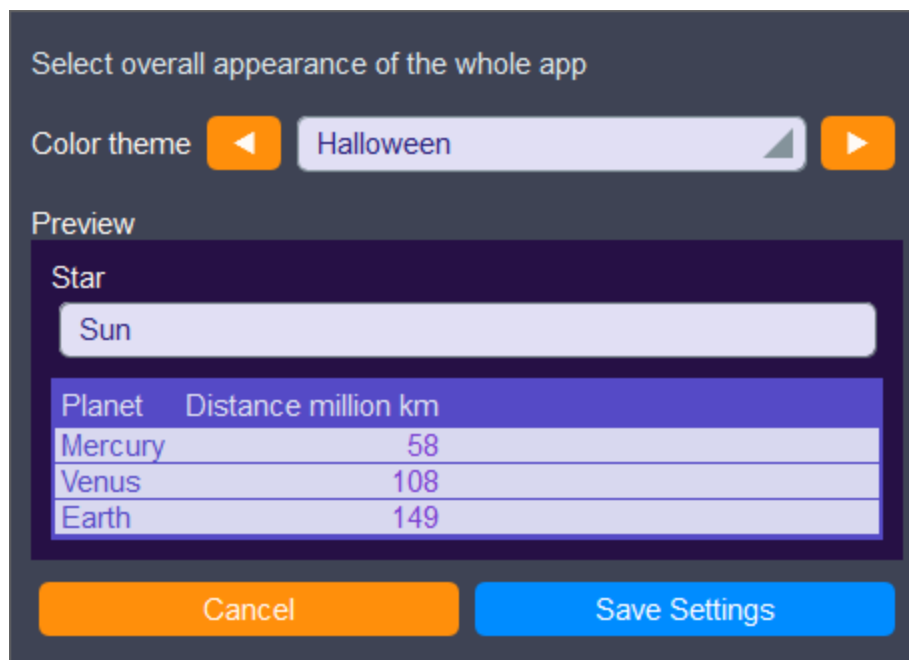 Select overall appearance of the whole app
Color theme Halloween
Preview
Star
Sun
Planet Distance million km
Mercury 58
Venus 108
Earth 149
Cancel Save Settings